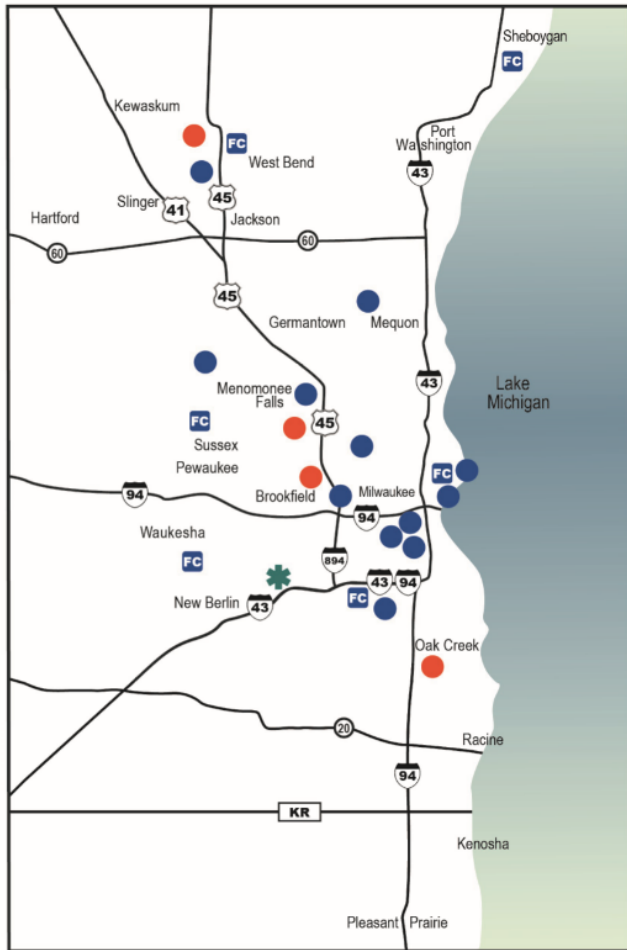 Sheboygan
FC
Kewaskum
Port
Washington
FC
West Bend
43
Slinger
45
41
Hartford
Jackson
60
60
45
Germantown
Mequon
43
Lake
Michigan
Menomonee
Falls
45
FC
Sussex
Pewaukee
FC
Brookfield
Milwaukee
94
94
Waukesha
FC
894
43
94
New Berlin
43
FC
Oak Creek
20
Racine
94
KR
Kenosha
Pleasant Prairie